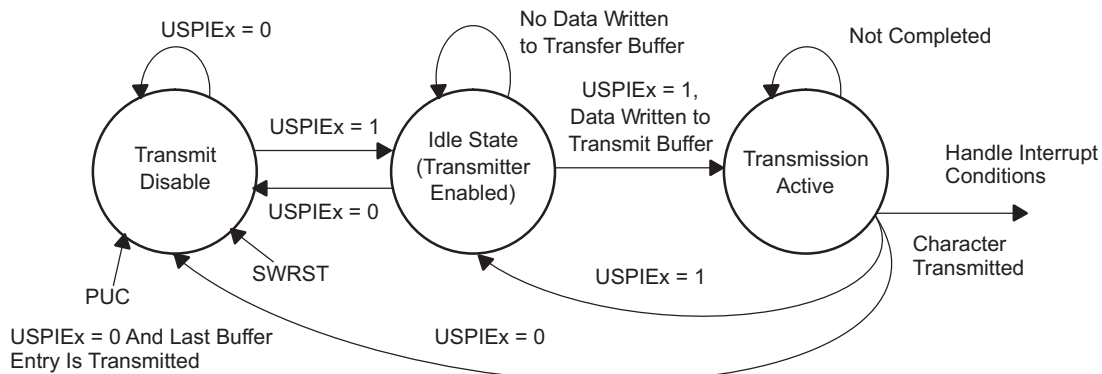 USPIEx = 0
No Data Written
to Transfer Buffer
Not Completed
USPIEx = 1
USPIEx = 1,
Data Written to
Transmit Buffer
Transmit
Disable
Idle State
(Transmitter
Enabled)
Transmission
Active
Handle Interrupt
Conditions
USPIEx = 0
Character
Transmitted
SWRST
PUC
USPIEx = 1
USPIEx = 0 And Last Buffer
Entry Is Transmitted
USPIEx = 0